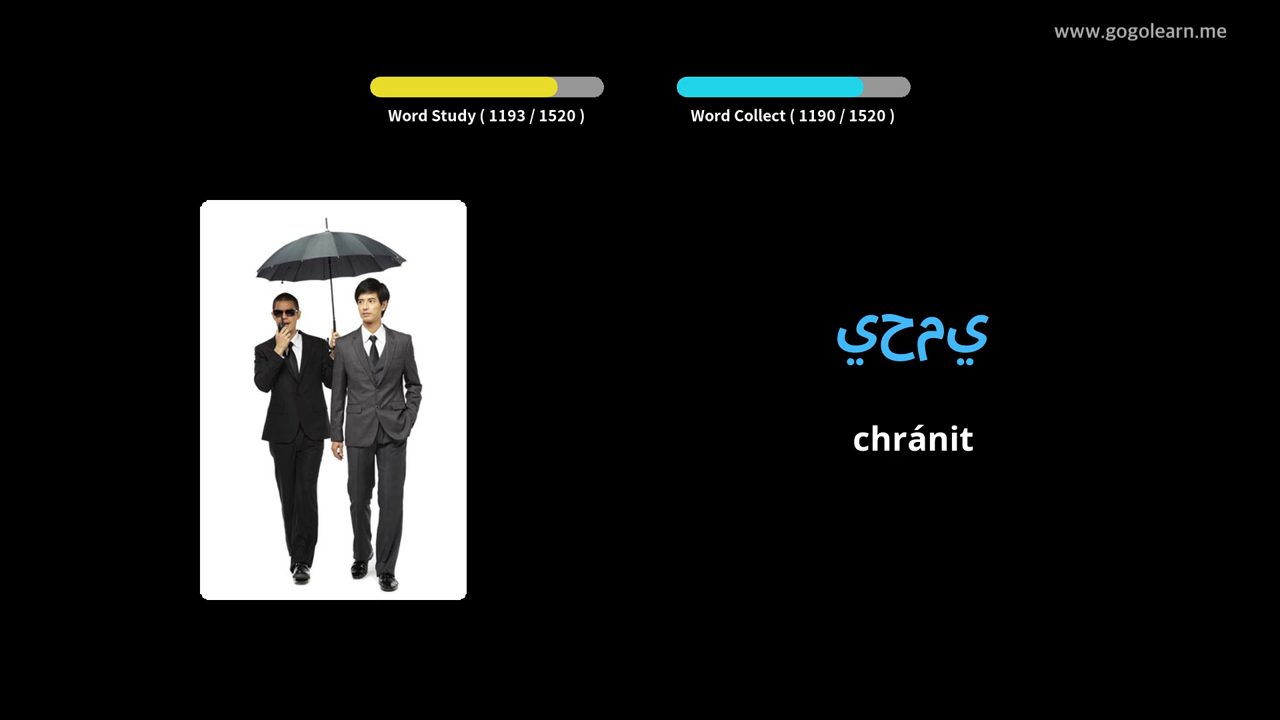 www.gogolearn.me
Word Study ( 1193 / 1520 )
Word Collect ( 1190 / 1520 )
يحمي
chránit